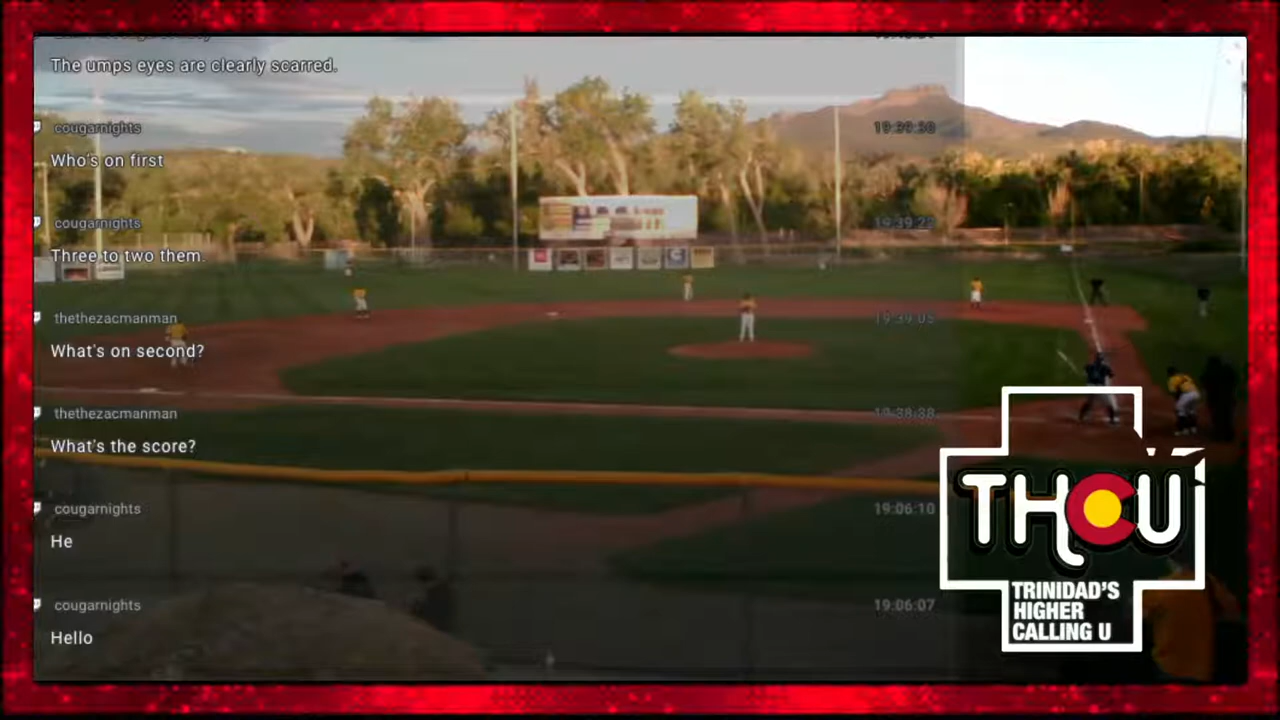 The umps eyes are clearly scarred.
cougarnights 19:39:30
Who's on first
cougarnights 19:39:22
Three to two them.
thethezacmanman 19:39:05
What's on second?
thethezacmanman 19:38:38
What's the score?
cougarnights 19:06:10
He
cougarnights 19:06:07
Hello
THCU
TRINIDAD'S
HIGHER
CALLING U